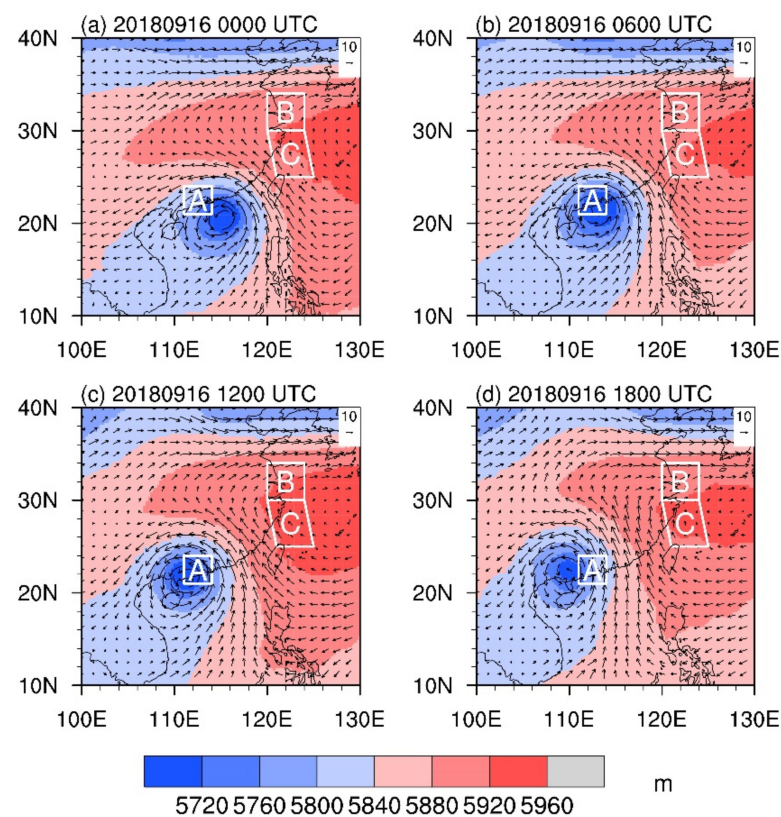 (a) 20180916 0000 UTC
(b) 20180916 0600 UTC
40N
30N
20N
10N
10
A
B
C
100E 110E 120E 130E
40N
30N
20N
10N
10
A
B
C
100E 110E 120E 130E
(c) 20180916 1200 UTC
(d) 20180916 1800 UTC
40N
30N
20N
10N
10
A
B
C
100E 110E 120E 130E
40N
30N
20N
10N
10
A
B
C
100E 110E 120E 130E
5720 5760 5800 5840 5880 5920 5960
m